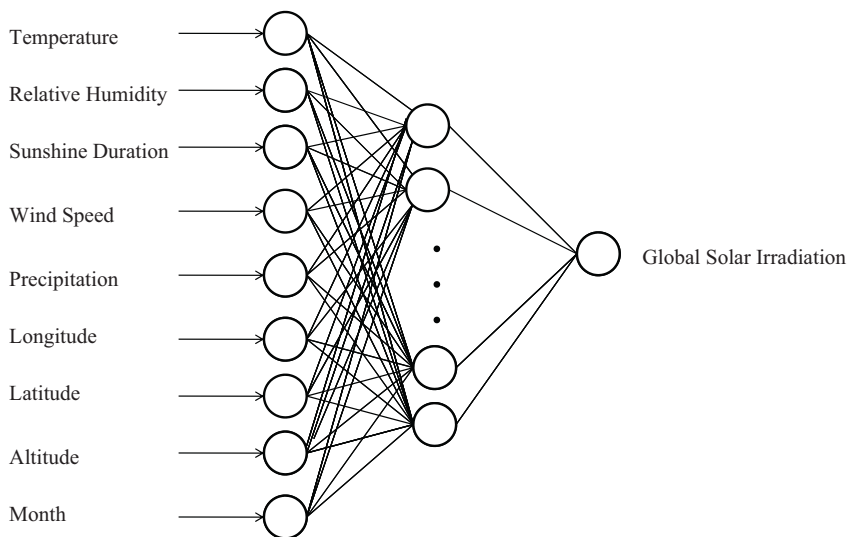 Temperature
Relative Humidity
Sunshine Duration
Wind Speed
Precipitation
Longitude
Latitude
Altitude
Month
Global Solar Irradiation